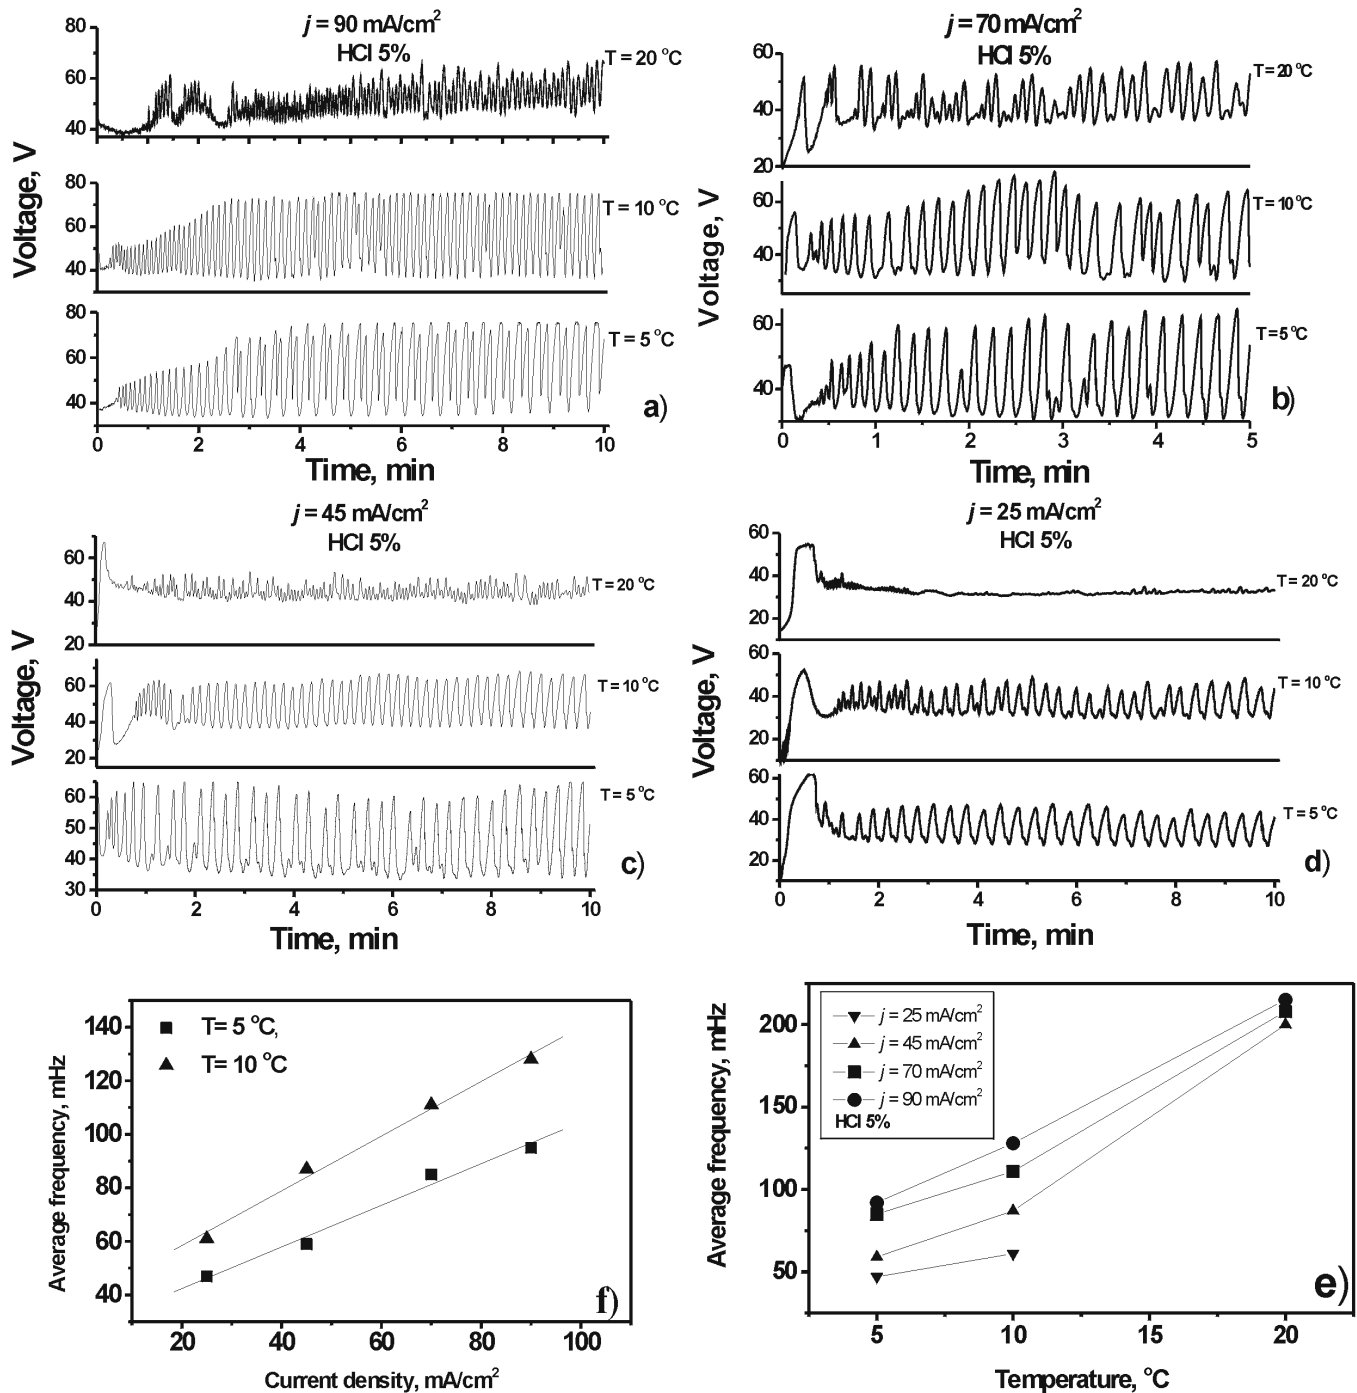 j = 90 mA/cm²
HCl 5%
80
60
40
T = 20 °C
80
60
40
T = 10 °C
80
60
40
T = 5 °C
Voltage, V
a)
0 2 4 6 8 10
Time, min
j = 70 mA/cm²
HCl 5%
60
40
20
T = 20 °C
60
40
T = 10 °C
60
40
T = 5 °C
Voltage, V
b)
0 1 2 3 4 5
Time, min
j = 45 mA/cm²
HCl 5%
60
40
20
T = 20 °C
60
40
20
T = 10 °C
60
50
40
30
T = 5 °C
Voltage, V
c)
0 2 4 6 8 10
Time, min
j = 25 mA/cm²
HCl 5%
60
40
20
T = 20 °C
60
40
20
T = 10 °C
60
40
20
T = 5 °C
Voltage, V
d)
0 2 4 6 8 10
Time, min
T= 5 °C,
T= 10 °C
140
120
100
80
60
40
Average frequency, mHz
f)
20 40 60 80 100
Current density, mA/cm²
j = 25 mA/cm²
j = 45 mA/cm²
j = 70 mA/cm²
j = 90 mA/cm²
HCl 5%
200
150
100
50
Average frequency, mHz
e)
5 10 15 20
Temperature, °C